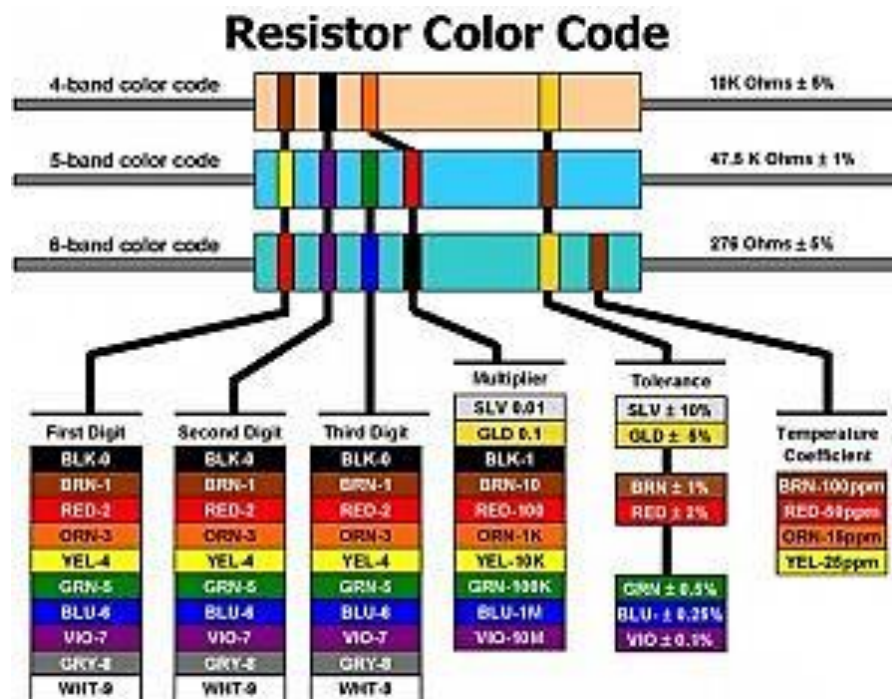 Resistor Color Code
4-band color code
10K Ohms ± 5%
5-band color code
47.5 K Ohms ± 1%
6-band color code
276 Ohms ± 5%
First Digit
BLK-0
BRN-1
RED-2
ORN-3
YEL-4
GRN-5
BLU-6
VIO-7
GRY-8
WHT-9
Second Digit
BLK-0
BRN-1
RED-2
ORN-3
YEL-4
GRN-5
BLU-6
VIO-7
GRY-8
WHT-9
Third Digit
BLK-0
BRN-1
RED-2
ORN-3
YEL-4
GRN-5
BLU-6
VIO-7
GRY-8
Multiplier
SLV 0.01
GLD 0.1
BLK-1
BRN-10
RED-100
ORN-1K
YEL-10K
GRN-100K
BLU-1M
VIO-10M
Tolerance
SLV ± 10%
GLD ± 5%
BRN ± 1%
RED ± 2%
GRN ± 0.5%
BLU- ± 0.25%
VIO ± 0.1%
Temperature
Coefficient
BRN-100ppm
RED-50ppm
ORN-15ppm
YEL-25ppm